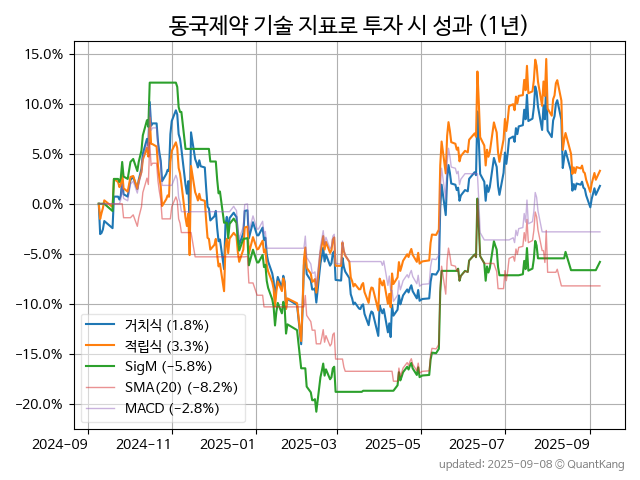 동국제약 기술 지표로 투자 시 성과 (1년)
15.0%
10.0%
5.0%
0.0%
−5.0%
−10.0%
−15.0%
−20.0%
거치식 (1.8%)
적립식 (3.3%)
SigM (−5.8%)
SMA(20) (−8.2%)
MACD (−2.8%)
2024-09 2024-11 2025-01 2025-03 2025-05 2025-07 2025-09
updated: 2025-09-08 © QuantKang